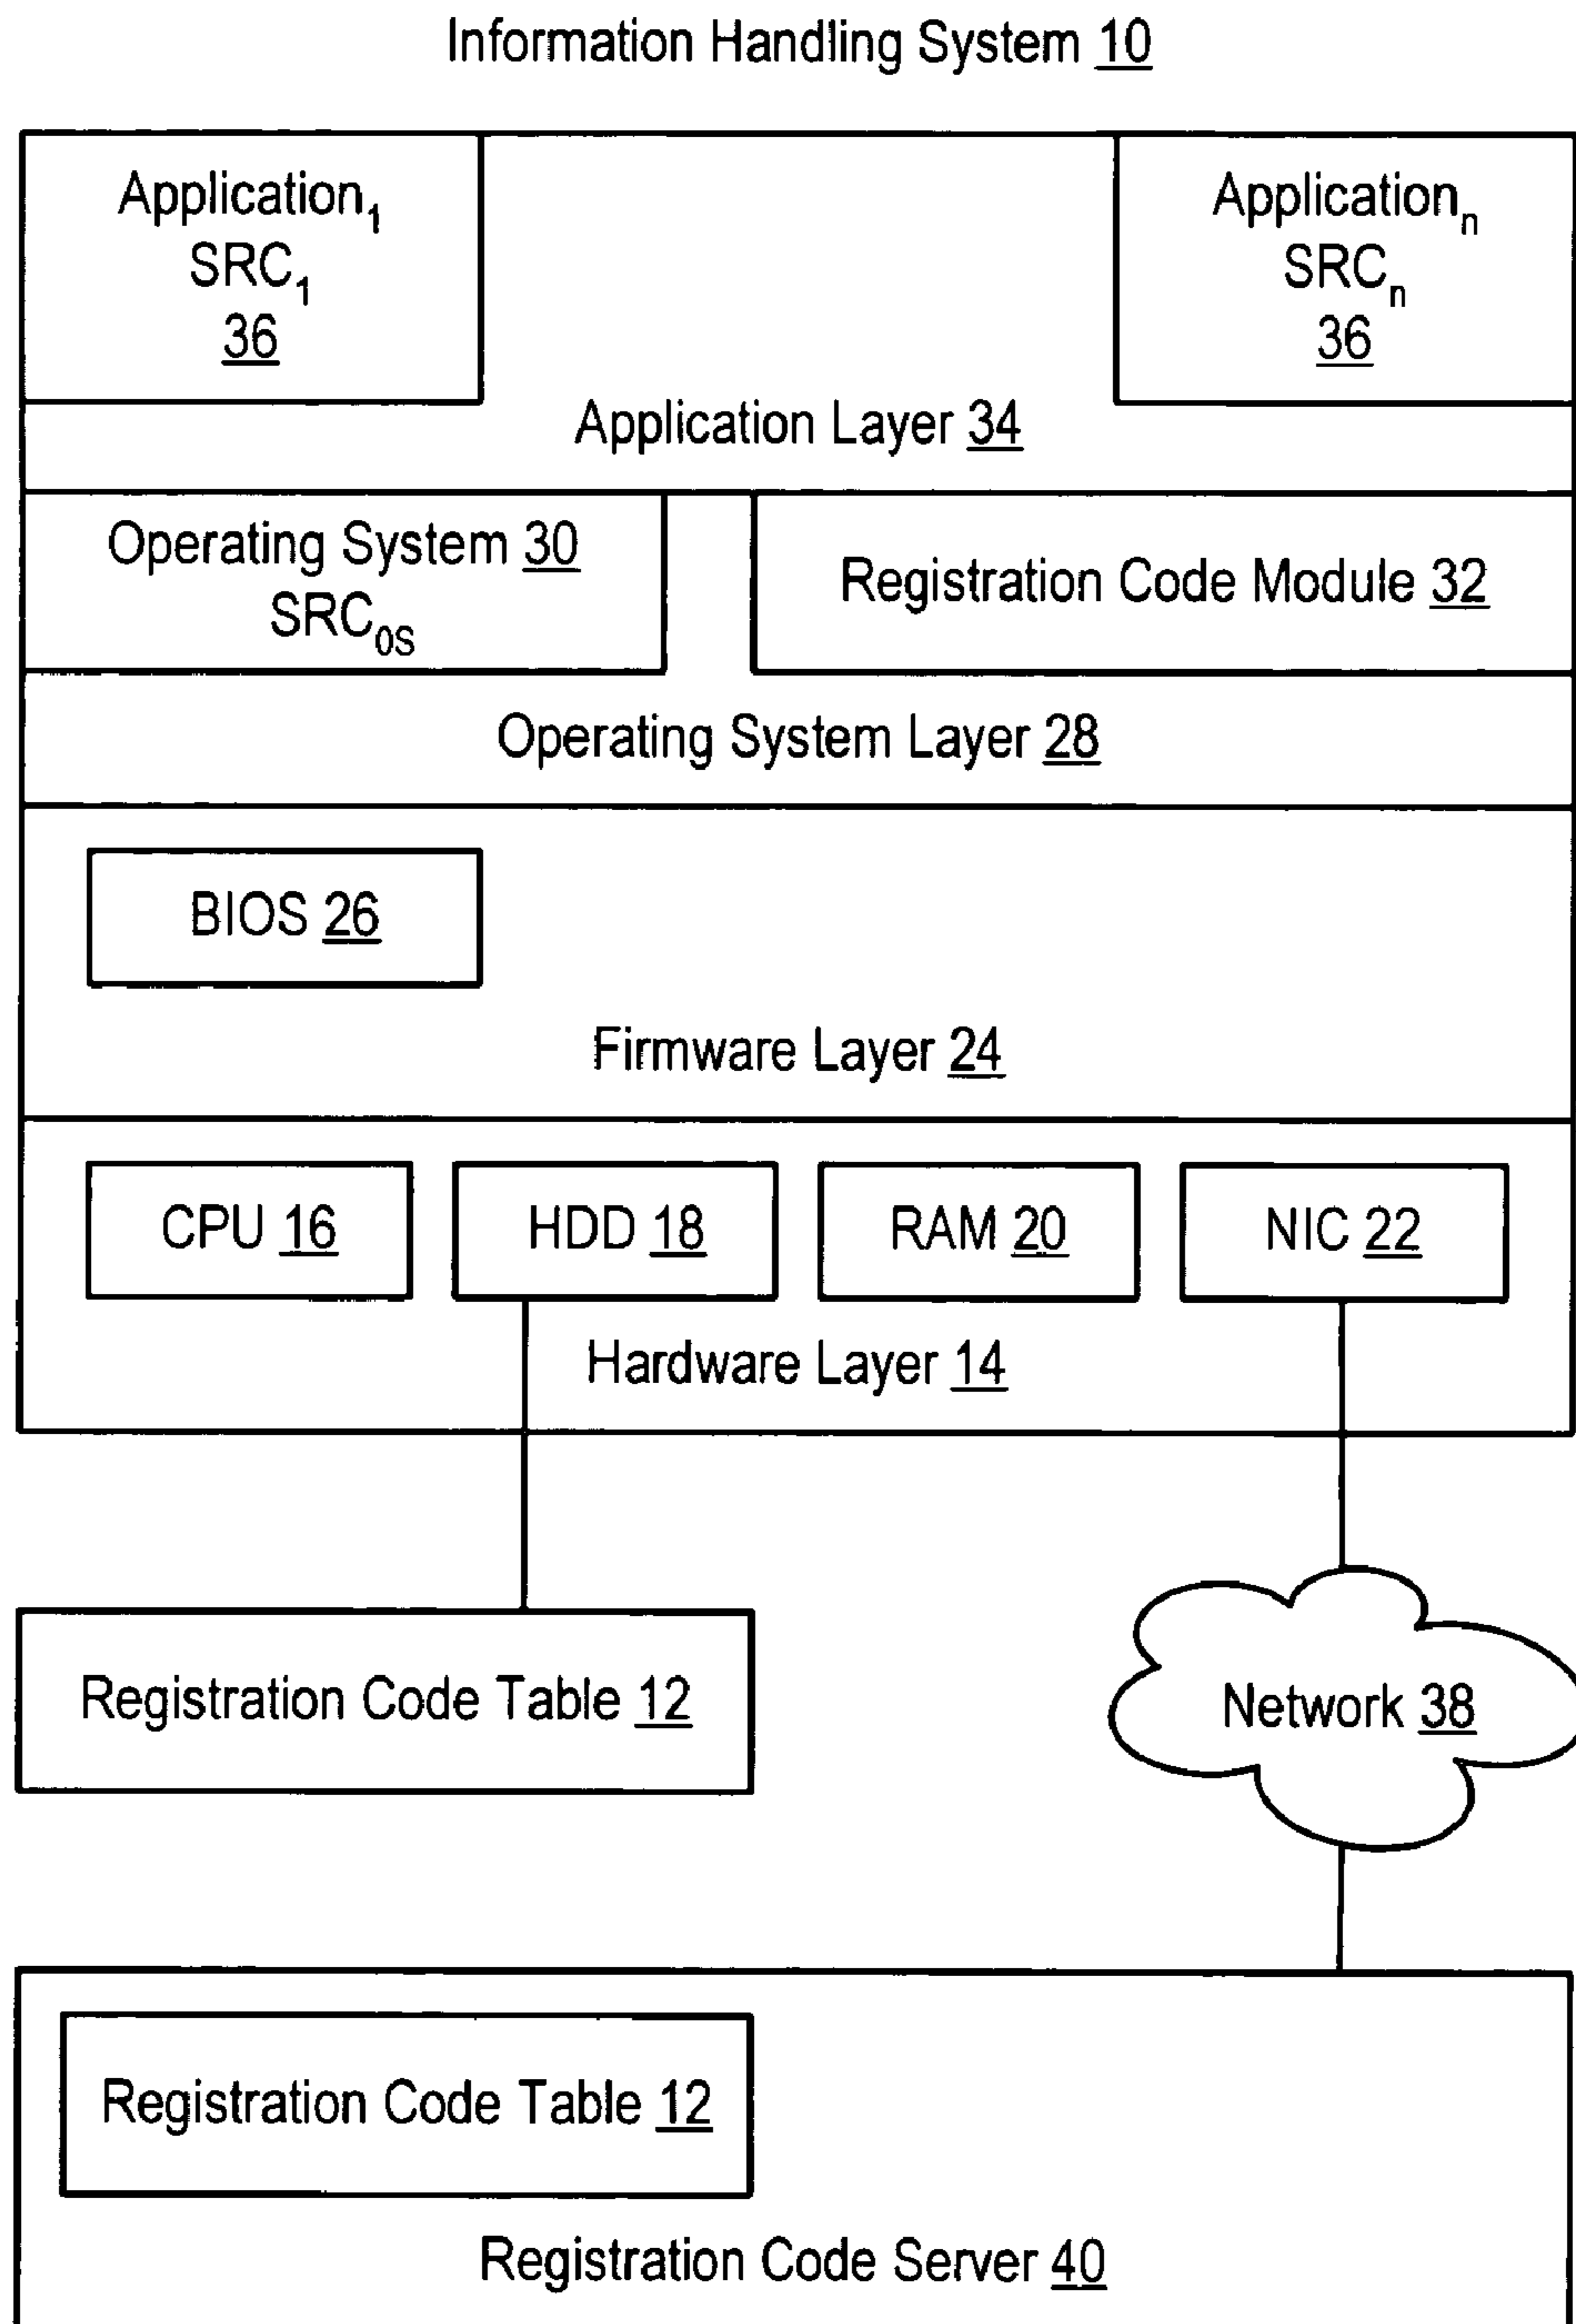 Information Handling System 10
Application1
SRC1
36
Applicationn
SRCn
36
Application Layer 34
Operating System 30
SRC0S
Registration Code Module 32
Operating System Layer 28
BIOS 26
Firmware Layer 24
CPU 16
HDD 18
RAM 20
NIC 22
Hardware Layer 14
Registration Code Table 12
Network 38
Registration Code Table 12
Registration Code Server 40